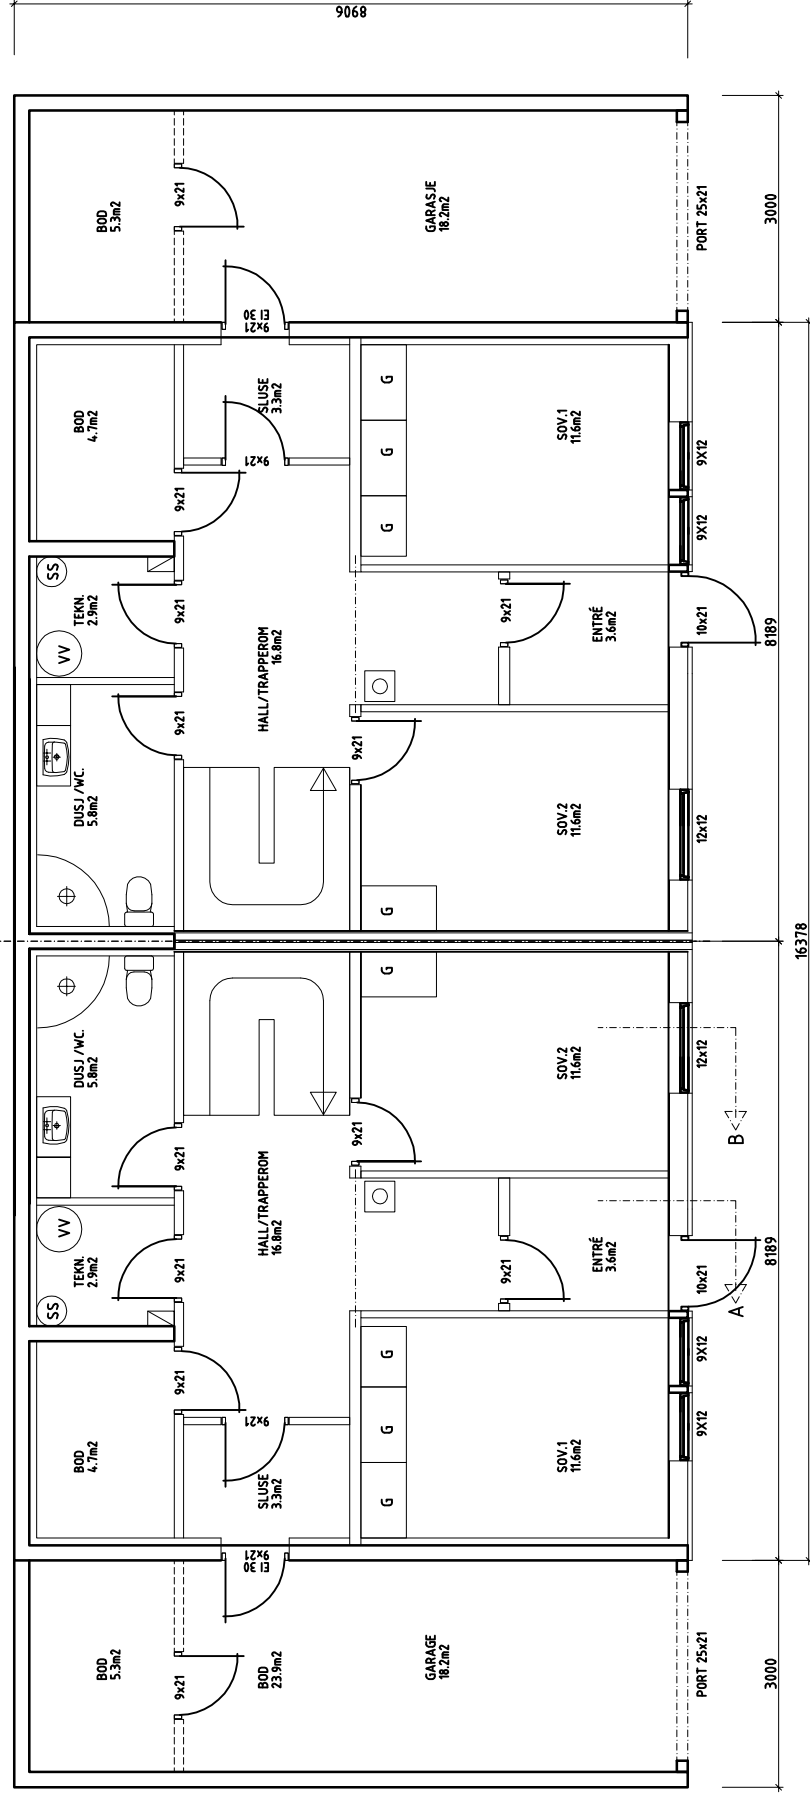 8906
BOD
5.3m2
9x21
GARASJE
18.2m2
PORT 25x21
3000
9x21
EI 30
BOD
4.7m2
SLUSE
3.3m2
9x21
9x21
G
G
G
SOV.1
11.6m2
9X12
9X12
SS
TEKN.
2.9m2
VV
9x21
HALL/TRAPPEROM
16.8m2
9x21
ENTRÉ
3.6m2
10x21
8189
9x21
DUSJ /WC.
5.8m2
9x21
SOV.2
11.6m2
12x12
G
16378
G
DUSJ /WC.
5.8m2
SOV.2
11.6m2
12x12
B
9x21
9x21
HALL/TRAPPEROM
16.8m2
VV
TEKN.
2.9m2
SS
9x21
9x21
ENTRÉ
3.6m2
10x21
8189
A
9x21
G
G
G
9X12
9X12
BOD
4.7m2
9x21
SLUSE
3.3m2
SOV.1
11.6m2
9x21
EI 30
BOD
5.3m2
9x21
BOD
23.9m2
GARAGE
18.2m2
PORT 25x21
3000